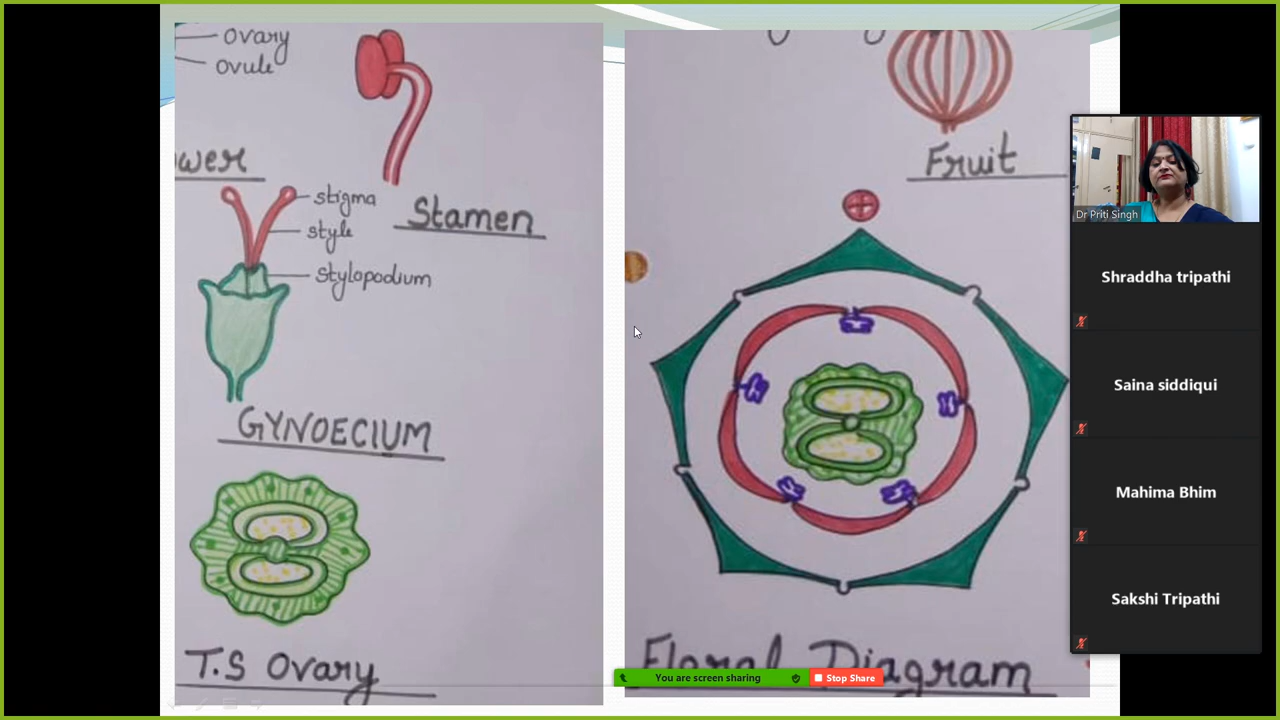 ovary
ovule
wer
stigma
Stamen
style
stylopodium
GYNOECIUM
T.S Ovary
Fruit
Floral Diagram
Dr Priti Singh
Shraddha tripathi
Saina siddiqui
Mahima Bhim
Sakshi Tripathi
You are screen sharing
Stop Share